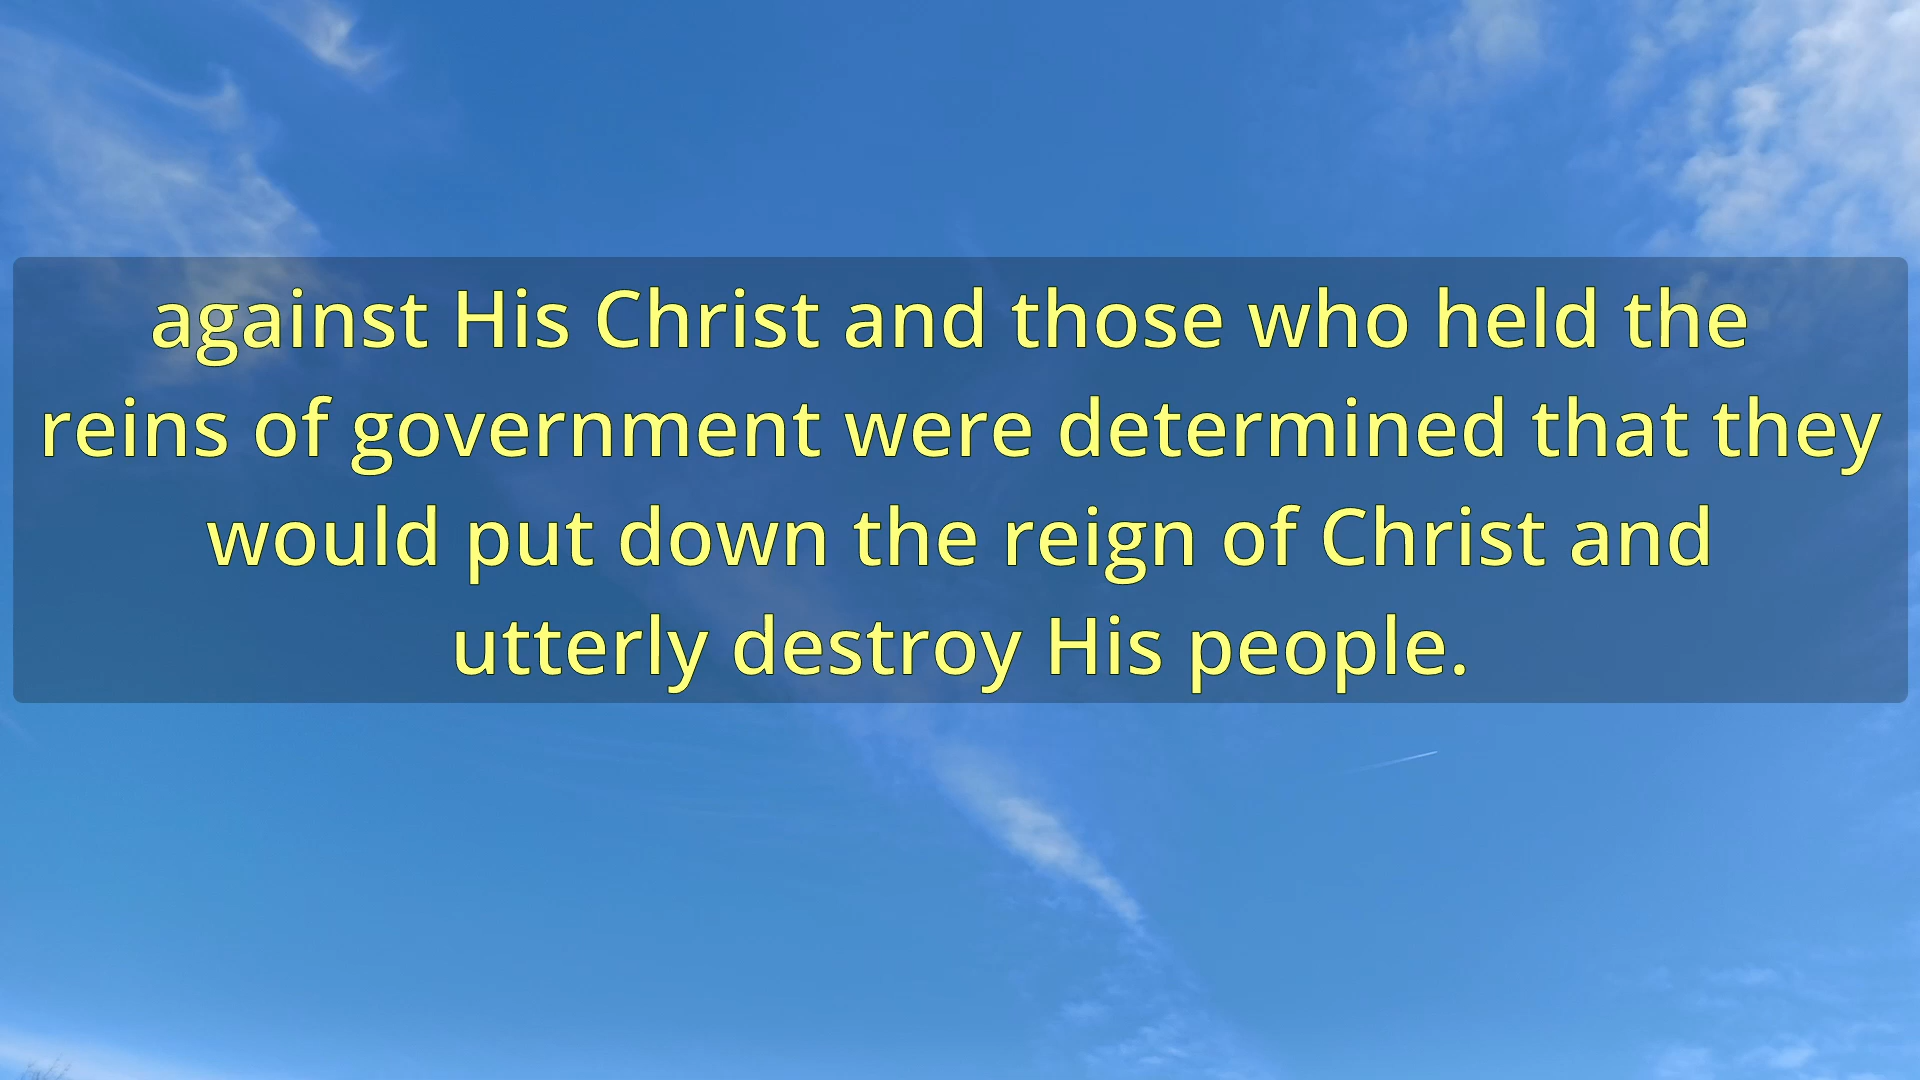 against His Christ and those who held the
reins of government were determined that they
would put down the reign of Christ and
utterly destroy His people.